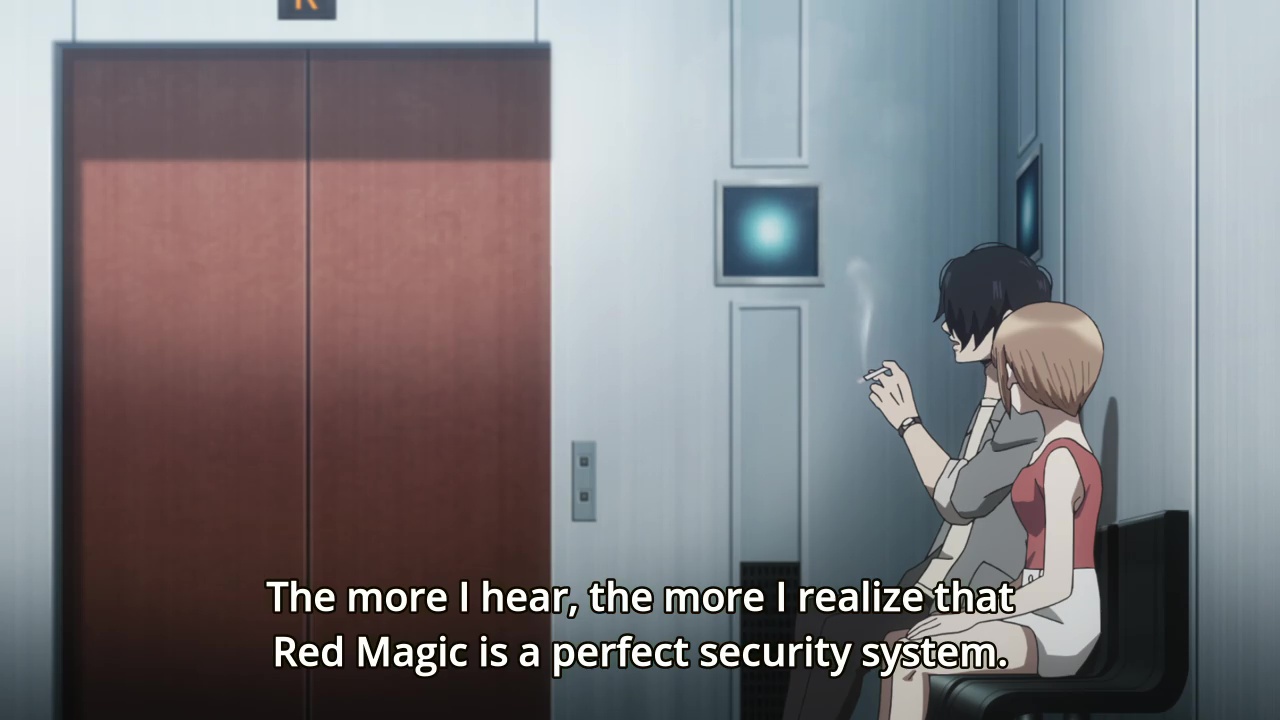 R
The more I hear, the more I realize that
Red Magic is a perfect security system.